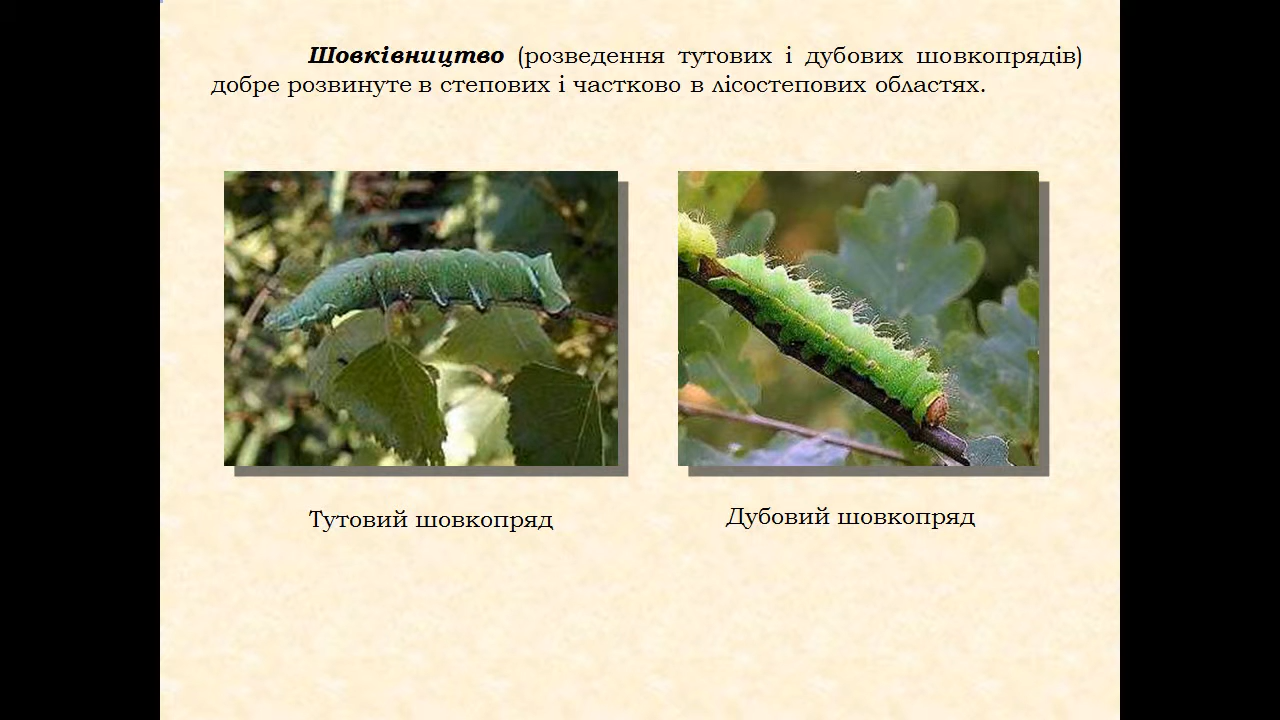 Шовківництво (розведення тутових і дубових шовкопрядів)
добре розвинуте в степових і частково в лісостепових областях.
Тутовий шовкопряд
Дубовий шовкопряд